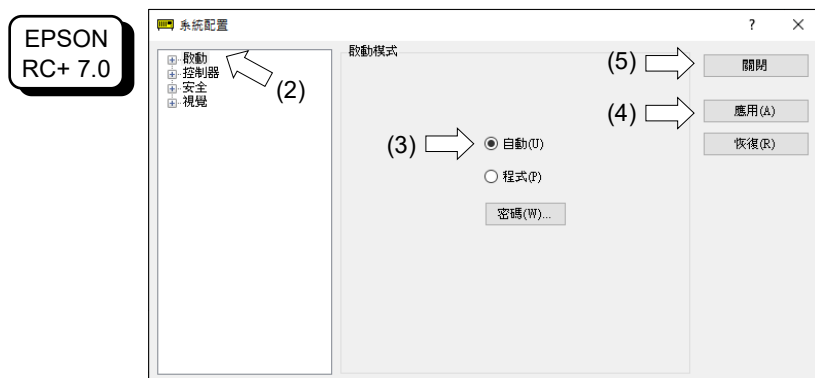 EPSON
RC+ 7.0
系統配置
?
啟動
控制器
安全
視覺
(2)
啟動模式
(3)
自動(U)
程式(P)
密碼(W)...
(5)
關閉
(4)
應用(A)
恢復(R)